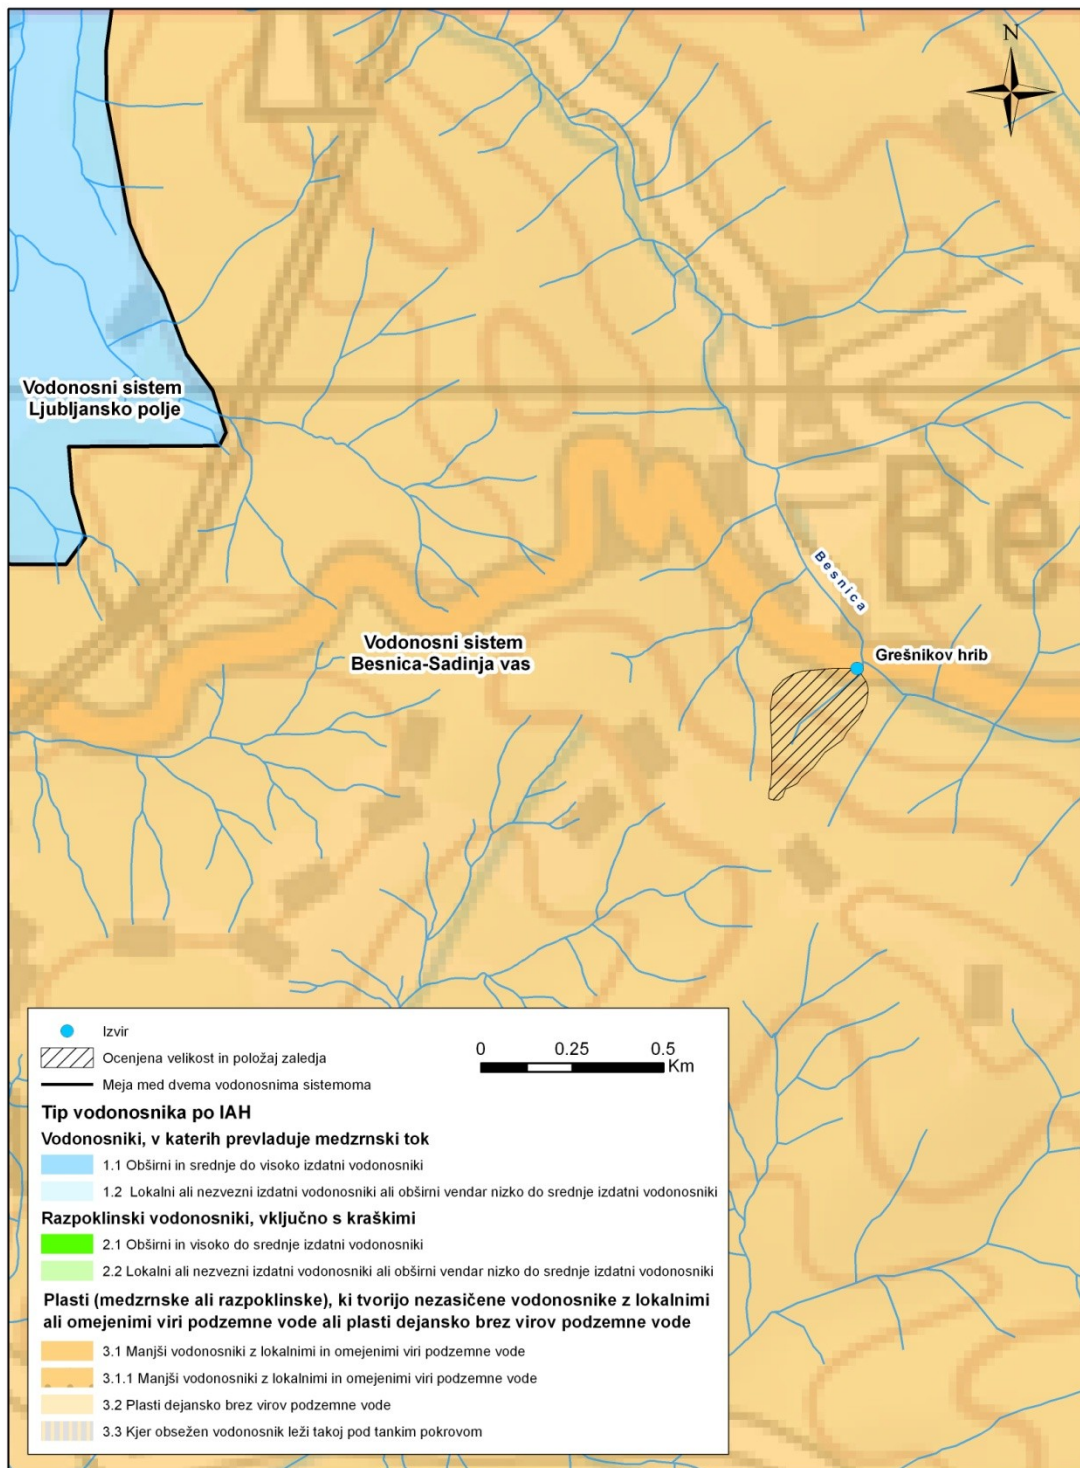 N
Vodonosni sistem
Ljubljansko polje
Be
Besnica
Vodonosni sistem
Besnica-Sadinja vas
Grešnikov hrib
Izvir
Ocenjena velikost in položaj zaledja
Meja med dvema vodonosnima sistemoma
0 0.25 0.5
Km
Tip vodonosnika po IAH
Vodonosniki, v katerih prevladuje medzrnski tok
1.1 Obširni in srednje do visoko izdatni vodonosniki
1.2 Lokalni ali nezvezni izdatni vodonosniki ali obširni vendar nizko do srednje izdatni vodonosniki
Razpoklinski vodonosniki, vključno s kraškimi
2.1 Obširni in visoko do srednje izdatni vodonosniki
2.2 Lokalni ali nezvezni izdatni vodonosniki ali obširni vendar nizko do srednje izdatni vodonosniki
Plasti (medzrnske ali razpoklinske), ki tvorijo nezasičene vodonosnike z lokalnimi
ali omejenimi viri podzemne vode ali plasti dejansko brez virov podzemne vode
3.1 Manjši vodonosniki z lokalnimi in omejenimi viri podzemne vode
3.1.1 Manjši vodonosniki z lokalnimi in omejenimi viri podzemne vode
3.2 Plasti dejansko brez virov podzemne vode
3.3 Kjer obsežen vodonosnik leži takoj pod tankim pokrovom